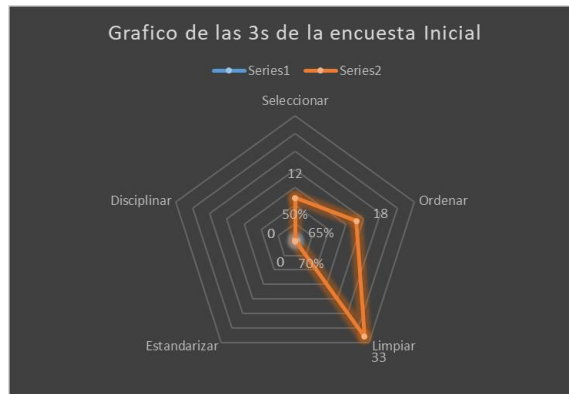 Grafico de las 3s de la encuesta Inicial
Series1 Series2
Seleccionar
12
Disciplinar
Ordenar
50%
18
0
65%
0
70%
Estandarizar
Limpiar
33